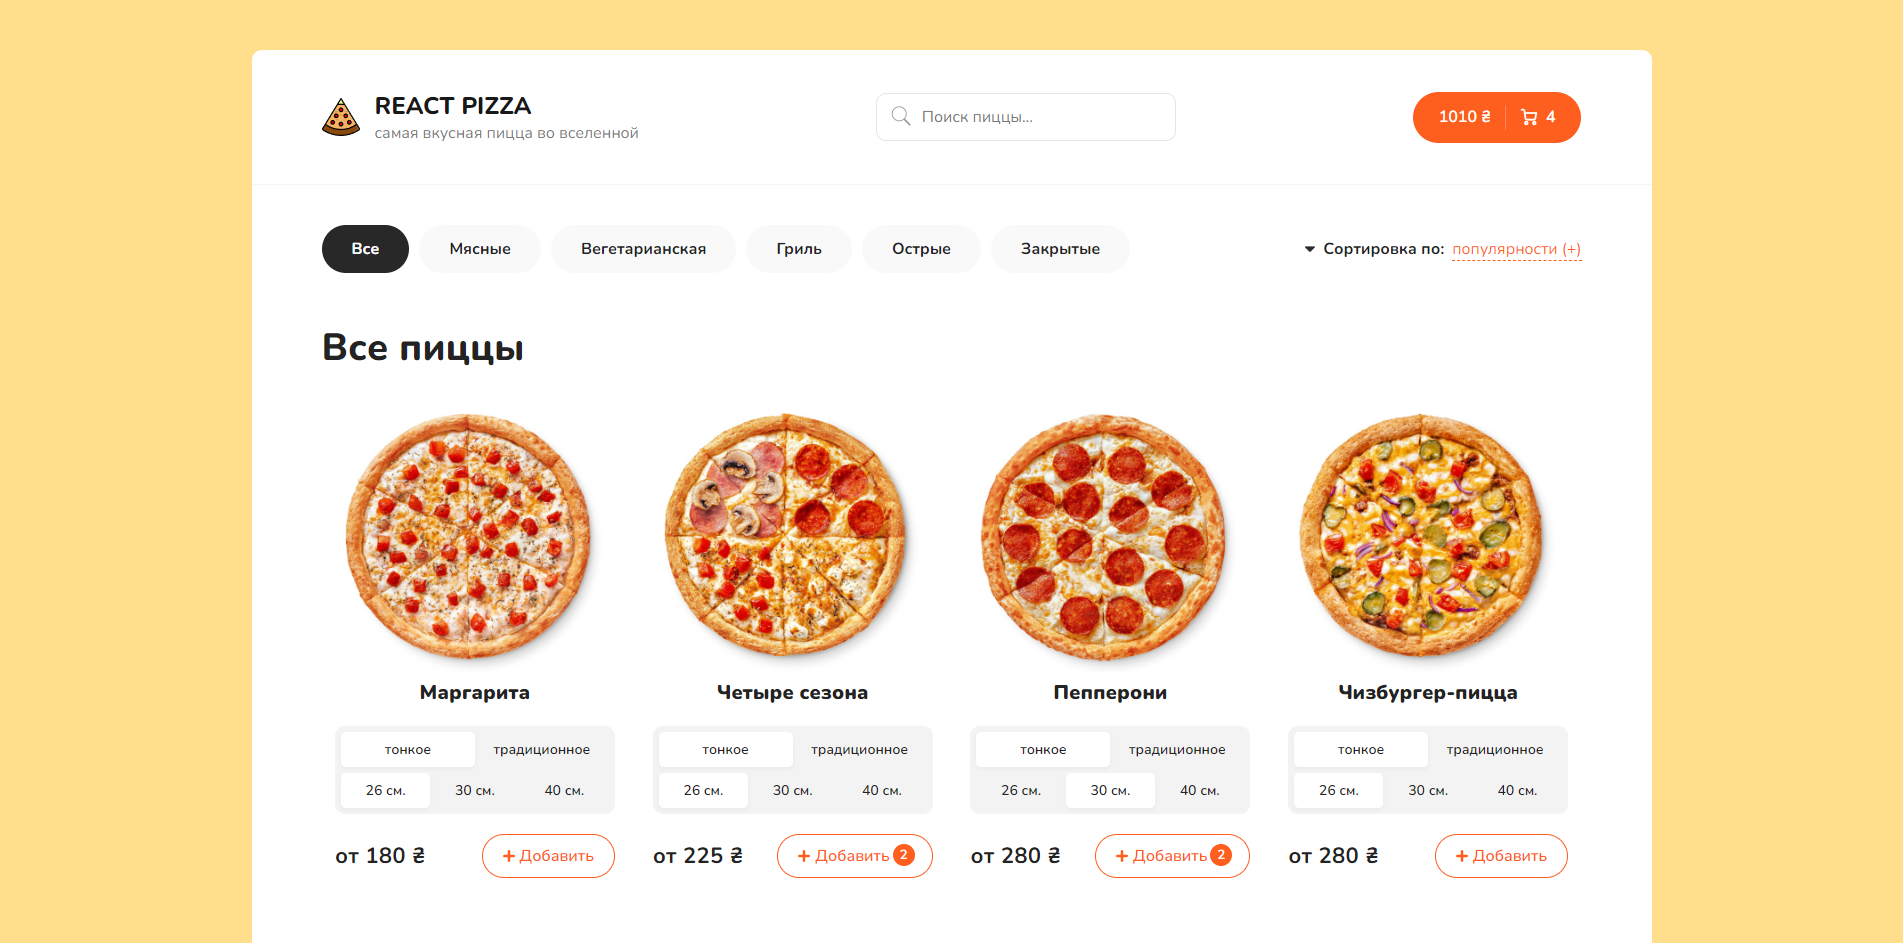 REACT PIZZA
самая вкусная пицца во вселенной
Поиск пиццы...
1010 ₴ 4
Все Мясные Вегетарианская Гриль Острые Закрытые Сортировка по: популярности (+)
Все пиццы
Маргарита Четыре сезона Пепперони Чизбургер-пицца
тонкое традиционное тонкое традиционное тонкое традиционное тонкое традиционное
26 см. 30 см. 40 см. 26 см. 30 см. 40 см. 26 см. 30 см. 40 см. 26 см. 30 см. 40 см.
от 180 ₴ + Добавить от 225 ₴ + Добавить 2 от 280 ₴ + Добавить 2 от 280 ₴ + Добавить